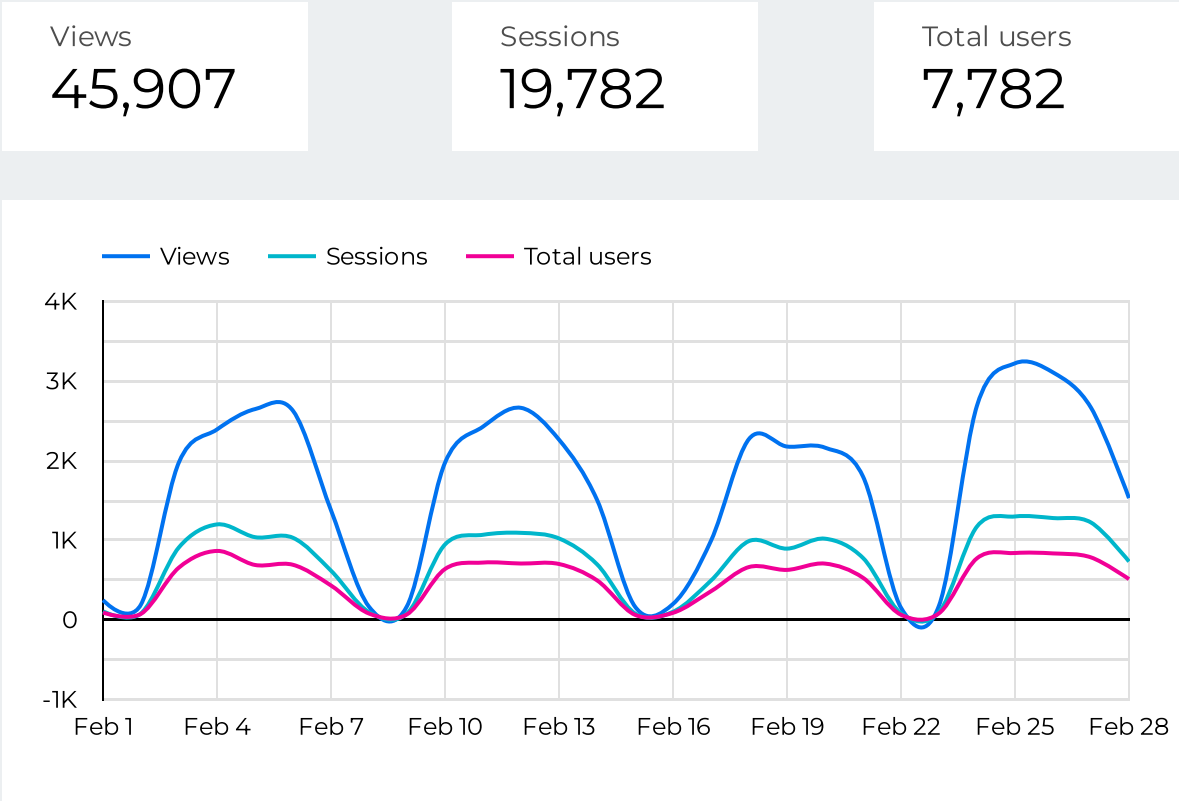 Views Sessions Total users
45,907 19,782 7,782
Views Sessions Total users
4K
3K
2K
1K
0
-1K
Feb 1 Feb 4 Feb 7 Feb 10 Feb 13 Feb 16 Feb 19 Feb 22 Feb 25 Feb 28